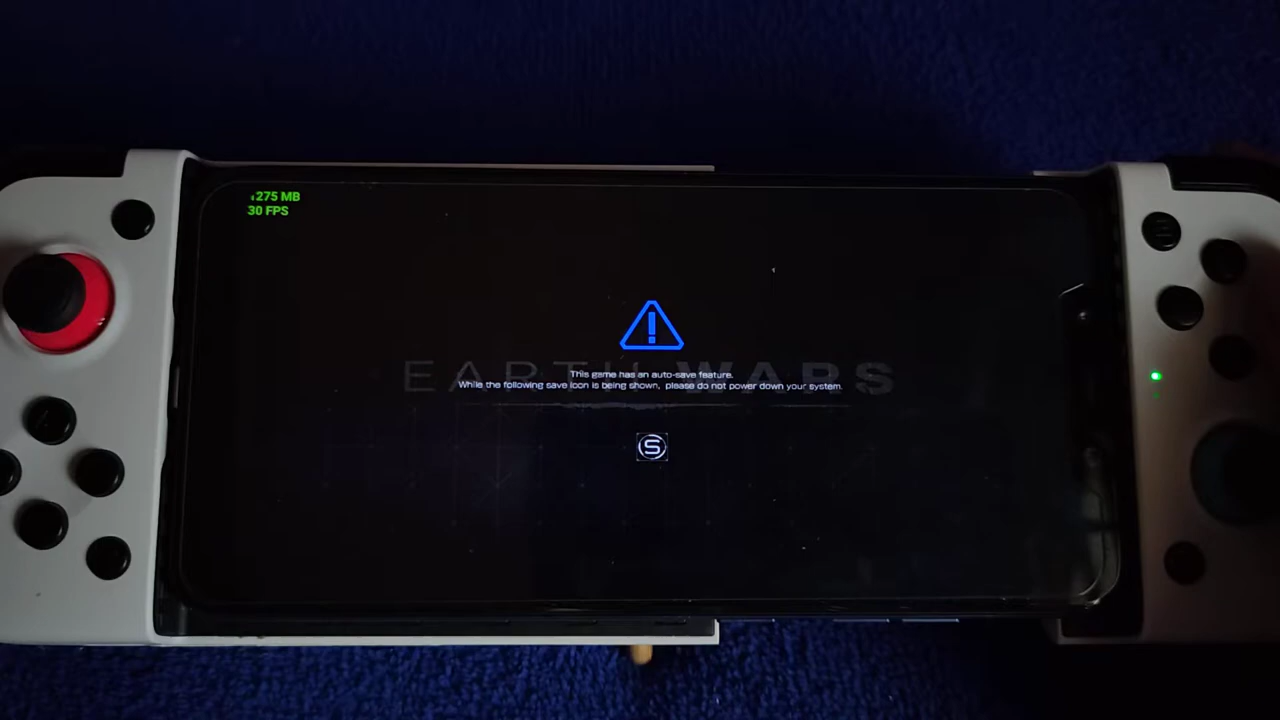 275 MB
30 FPS
EARTH WARS
This game has an auto-save feature.
While the following save icon is being shown, please do not power down your system.
S